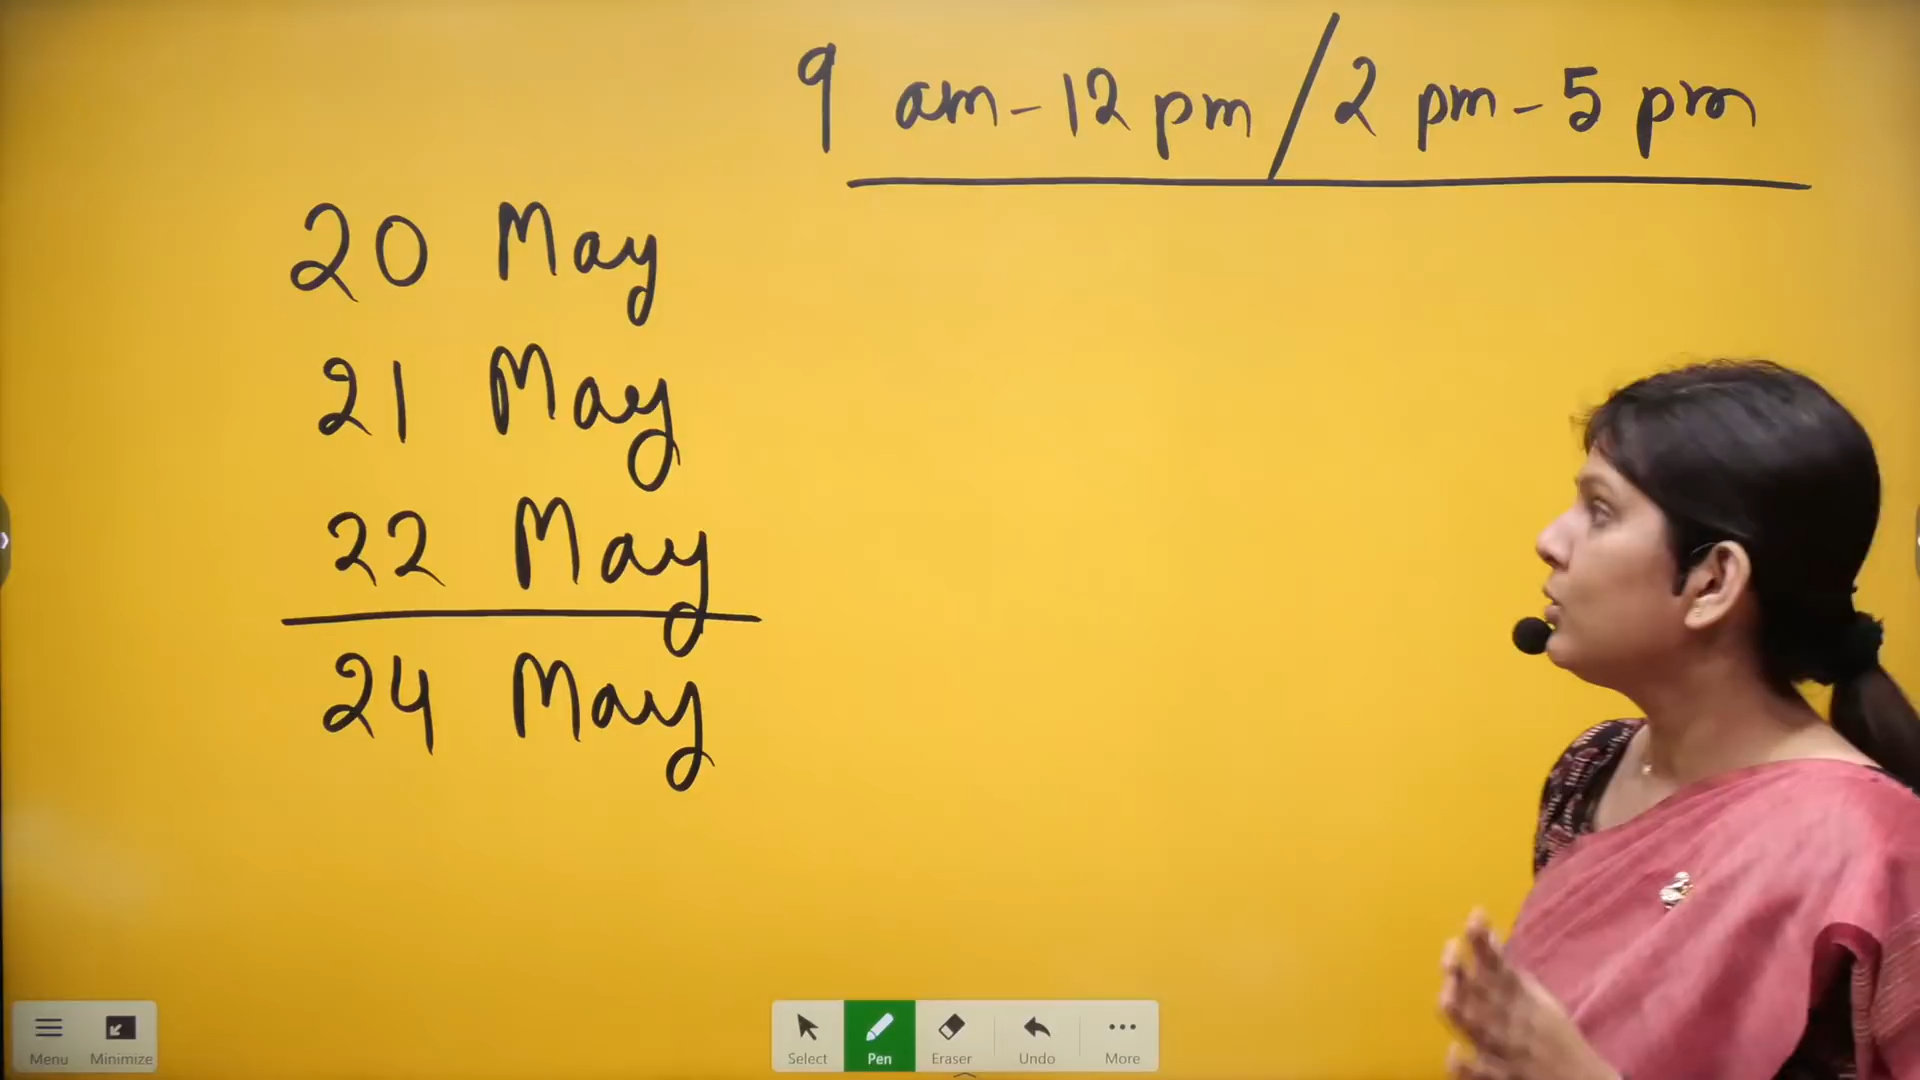 9 am - 12 pm / 2 pm - 5 pm
20 May
21 May
22 May
24 May
Menu
Minimize
Select
Pen
Eraser
Undo
More